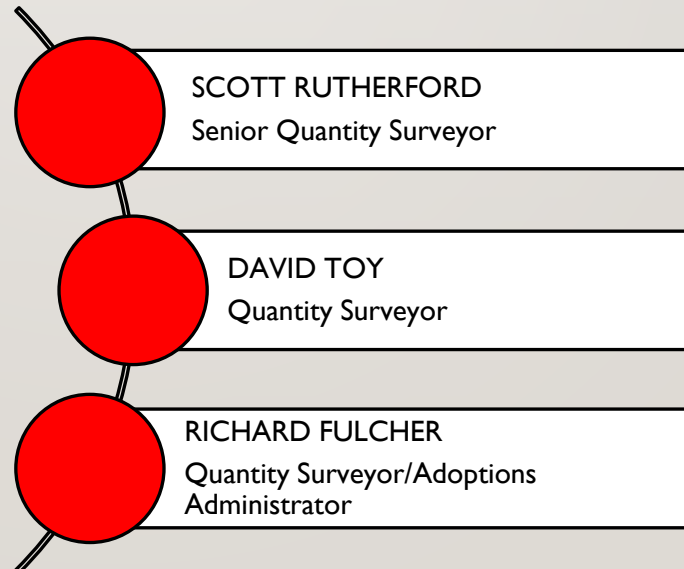 SCOTT RUTHERFORD
Senior Quantity Surveyor
DAVID TOY
Quantity Surveyor
RICHARD FULCHER
Quantity Surveyor/Adoptions
Administrator